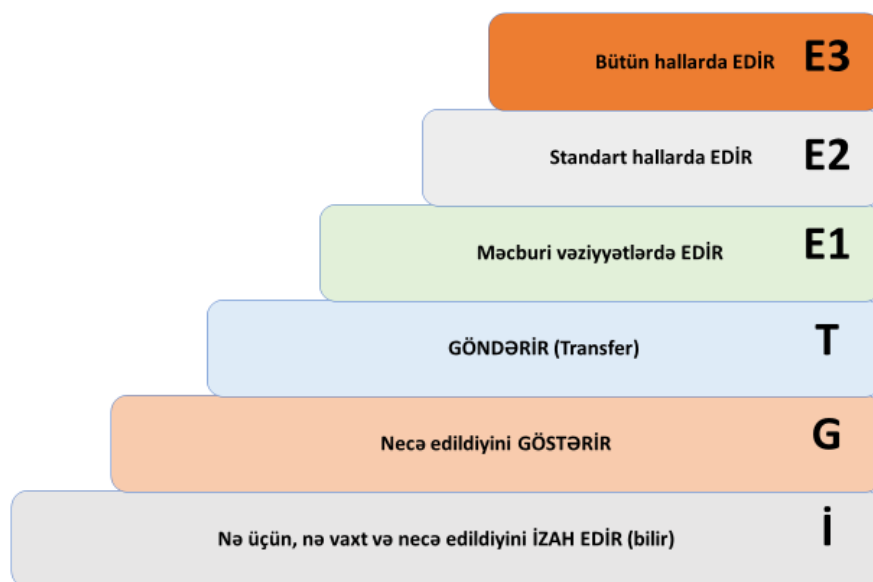 Bütün hallarda EDİR E3
Standart hallarda EDİR E2
Məcburi vəziyyətlərdə EDİR E1
GÖNDƏRİR (Transfer) T
Necə edildiyini GÖSTƏRİR G
Nə üçün, nə vaxt və necə edildiyini İZAH EDİR (bilir) İ